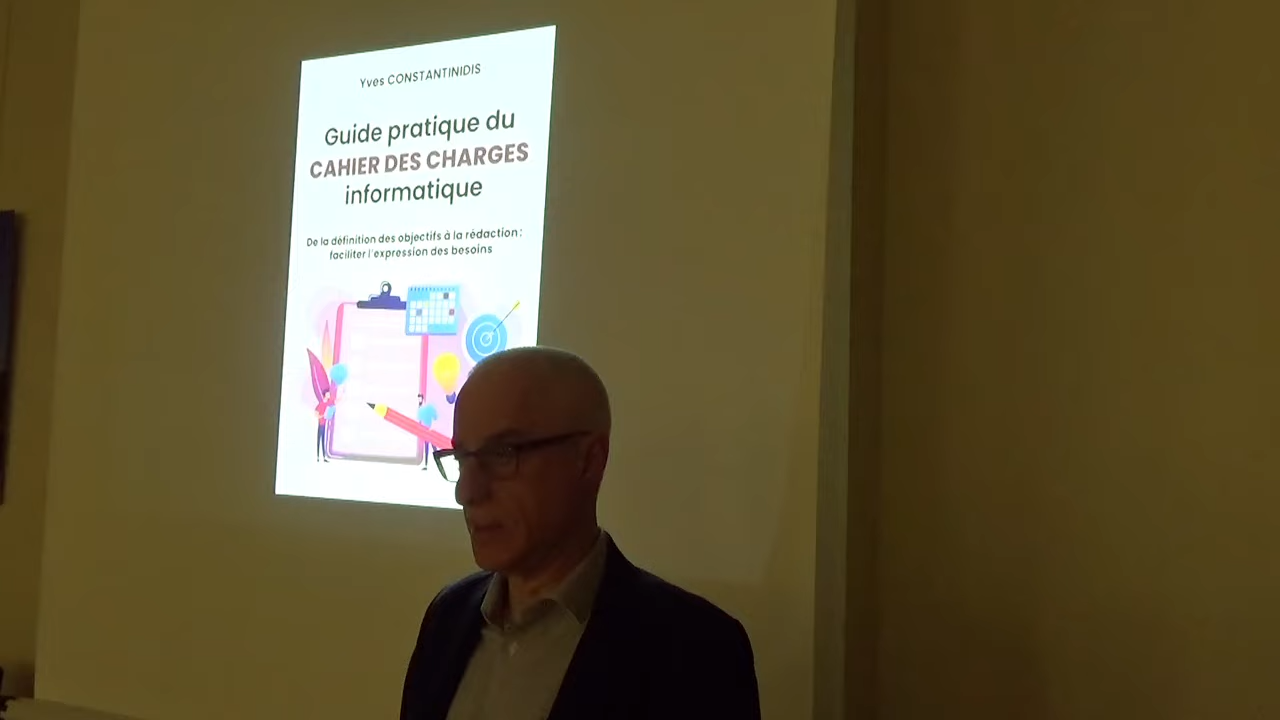 Yves CONSTANTINIDIS
Guide pratique du
CAHIER DES CHARGES
informatique
De la définition des objectifs à la rédaction :
faciliter l'expression des besoins